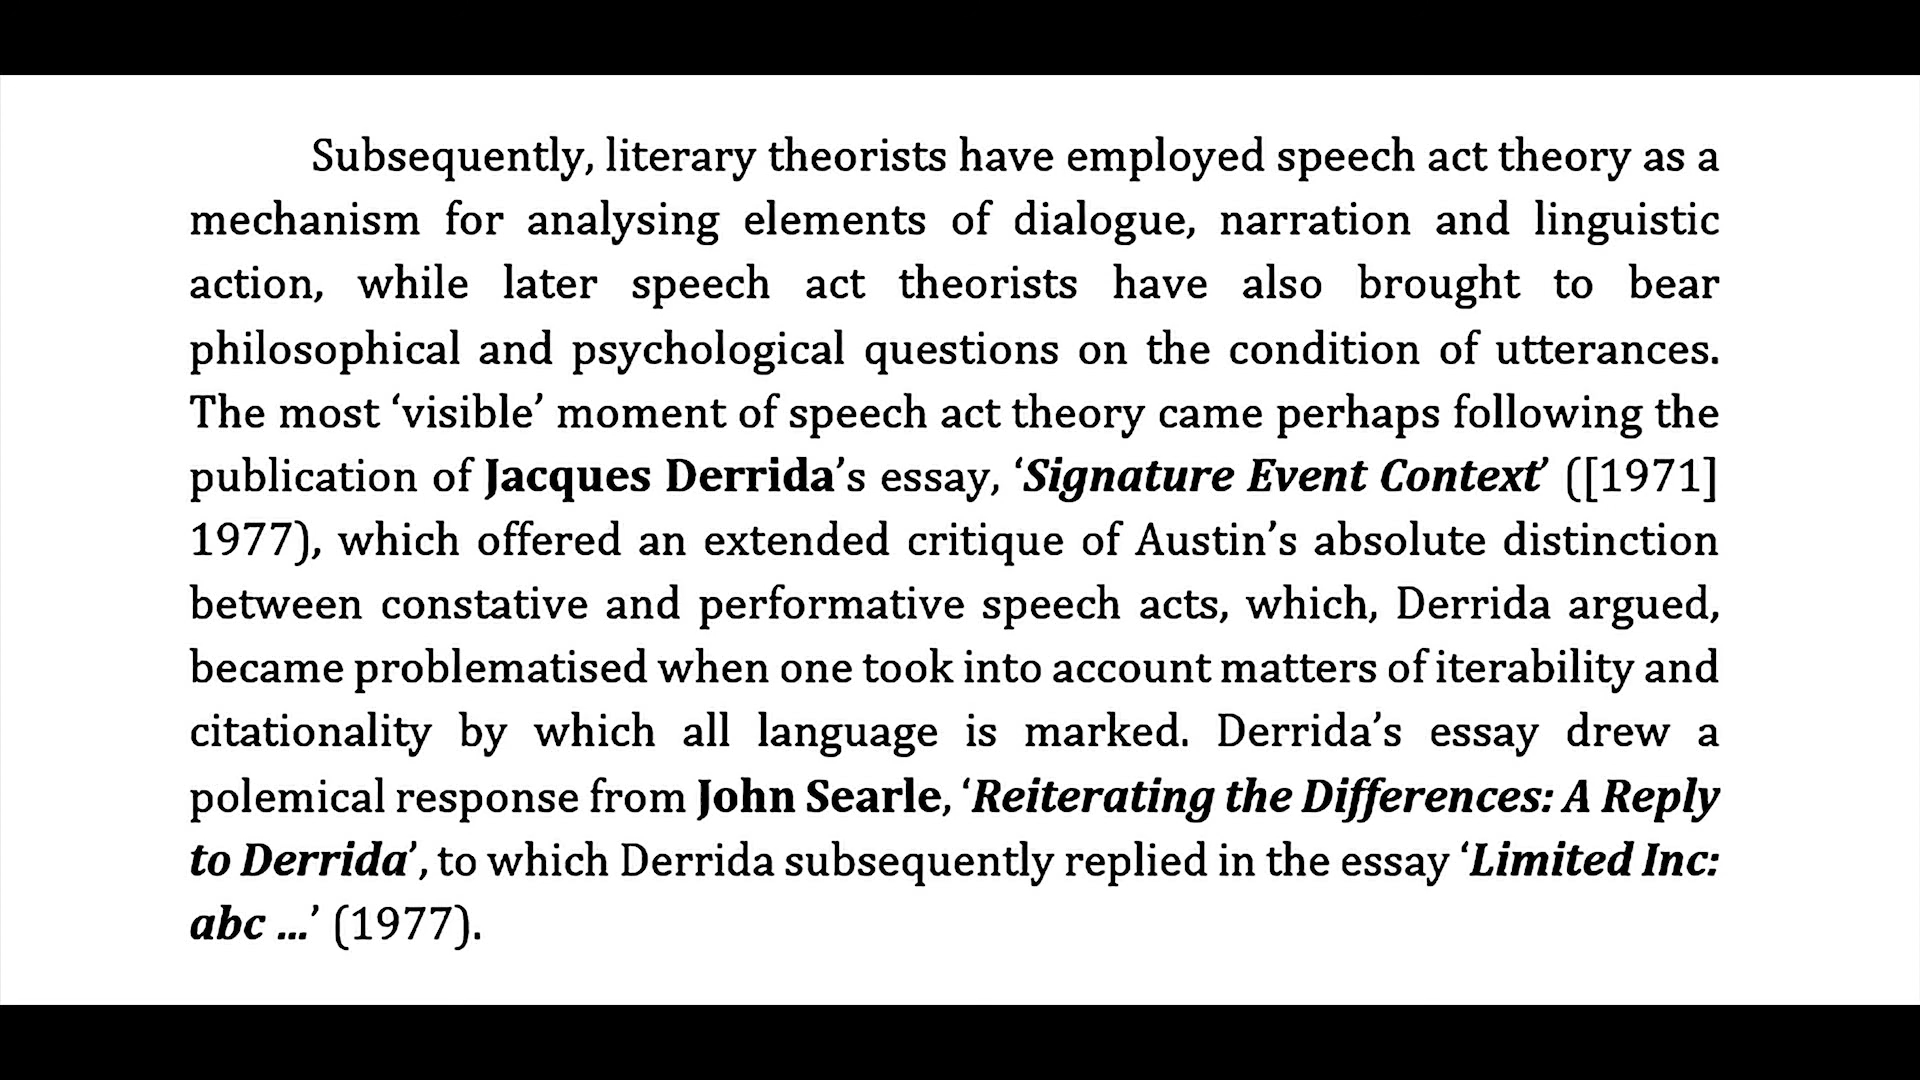 Subsequently, literary theorists have employed speech act theory as a
mechanism for analysing elements of dialogue, narration and linguistic
action, while later speech act theorists have also brought to bear
philosophical and psychological questions on the condition of utterances.
The most ‘visible’ moment of speech act theory came perhaps following the
publication of Jacques Derrida’s essay, ‘Signature Event Context’ ([1971]
1977), which offered an extended critique of Austin’s absolute distinction
between constative and performative speech acts, which, Derrida argued,
became problematised when one took into account matters of iterability and
citationality by which all language is marked. Derrida’s essay drew a
polemical response from John Searle, ‘Reiterating the Differences: A Reply
to Derrida’, to which Derrida subsequently replied in the essay ‘Limited Inc:
abc ...’ (1977).